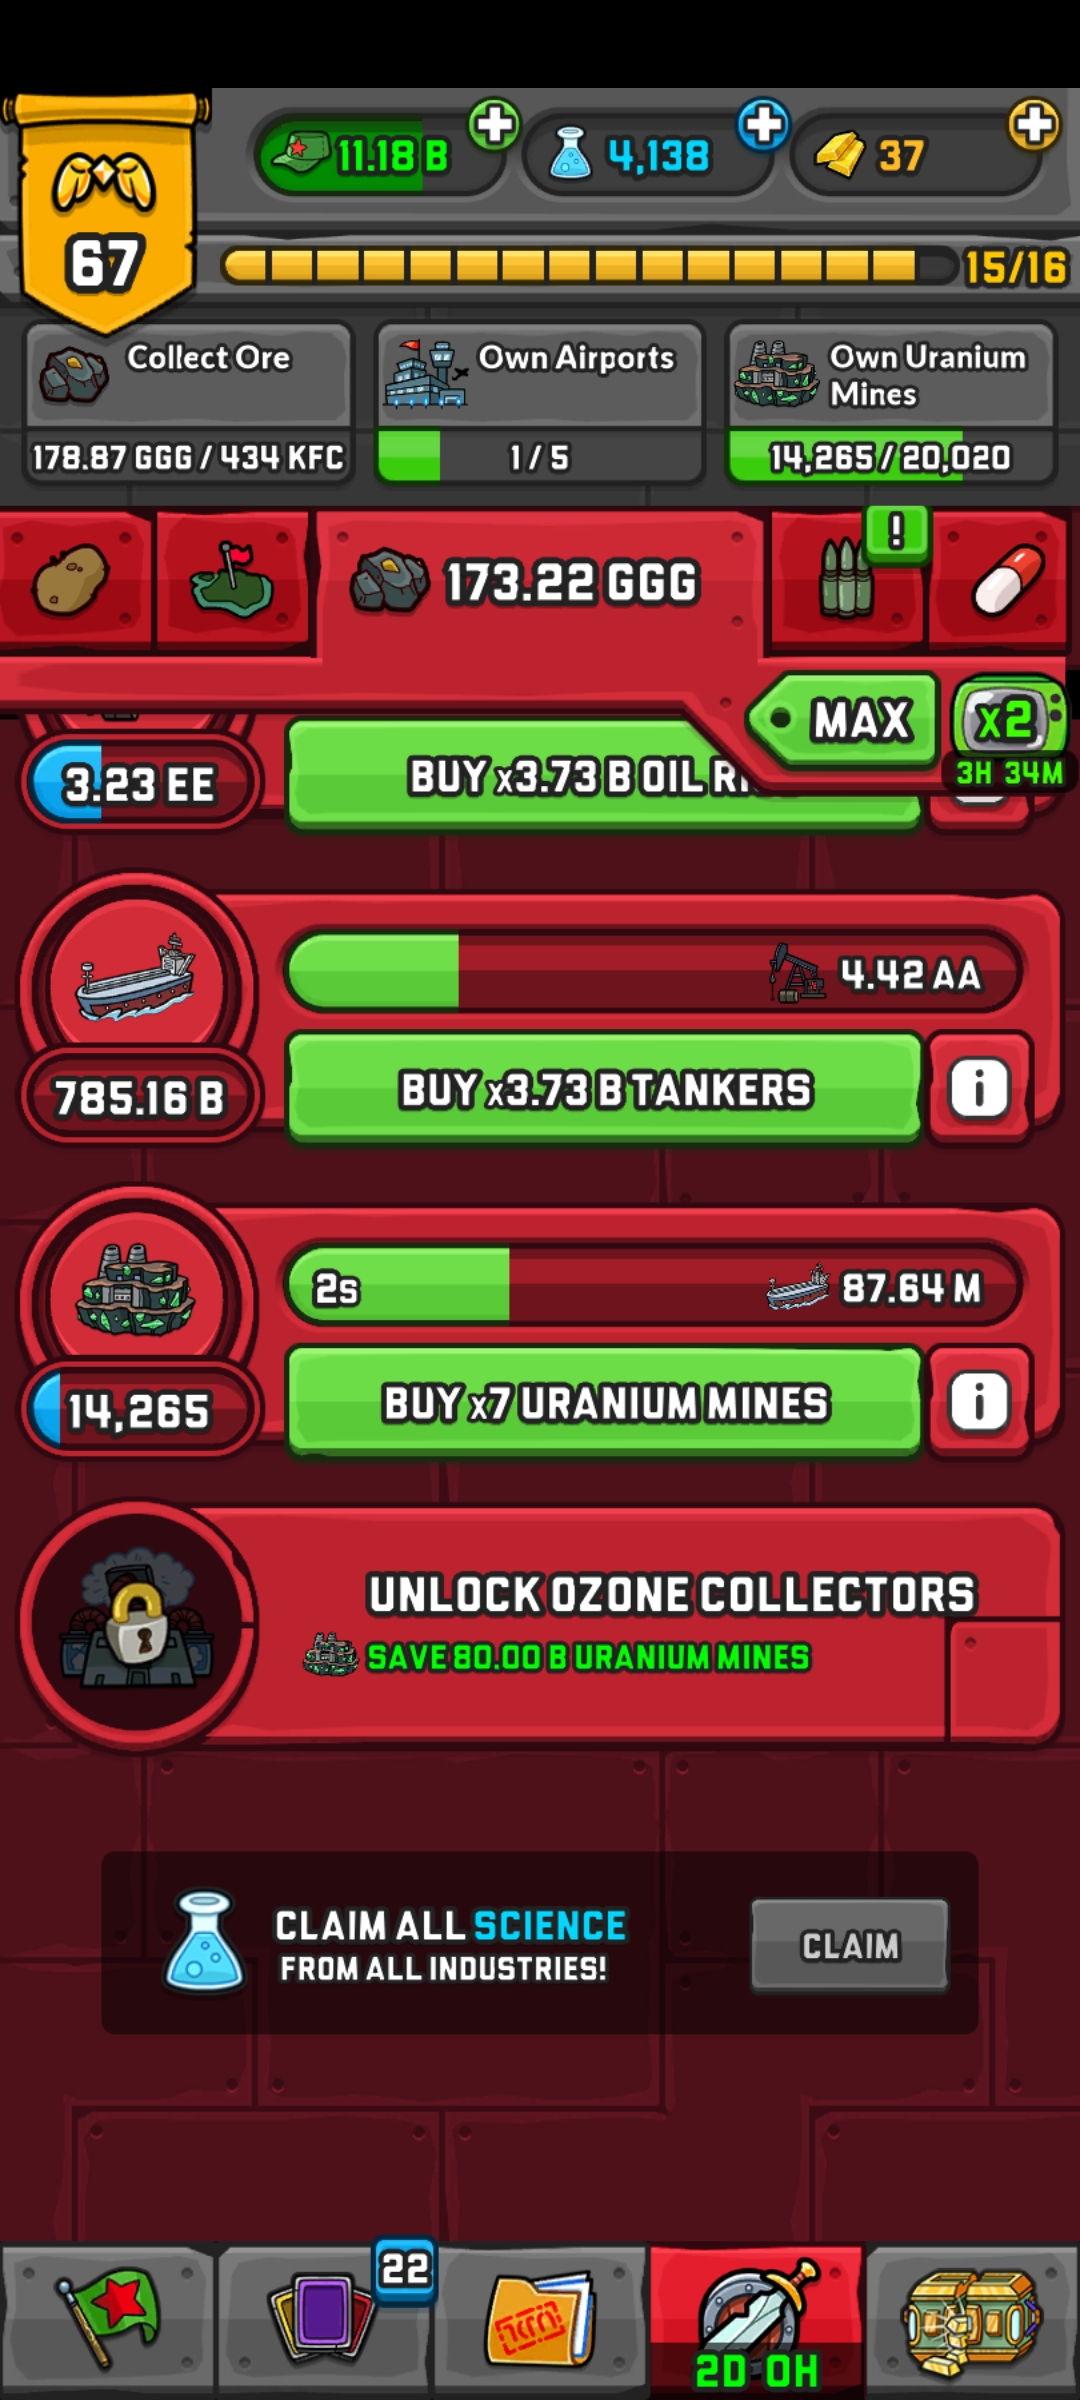 11.18 B
4,138
37
67
15/16
Collect Ore
178.87 GGG / 434 KFC
Own Airports
1 / 5
Own Uranium
Mines
14,265 / 20,020
173.22 GGG
!
MAX
x2
3H 34M
3.23 EE
BUY x3.73 B OIL RI
4.42 AA
785.16 B
BUY x3.73 B TANKERS
i
2s
87.64 M
14,265
BUY x7 URANIUM MINES
i
UNLOCK OZONE COLLECTORS
SAVE 80.00 B URANIUM MINES
CLAIM ALL SCIENCE
FROM ALL INDUSTRIES!
CLAIM
22
2D 0H